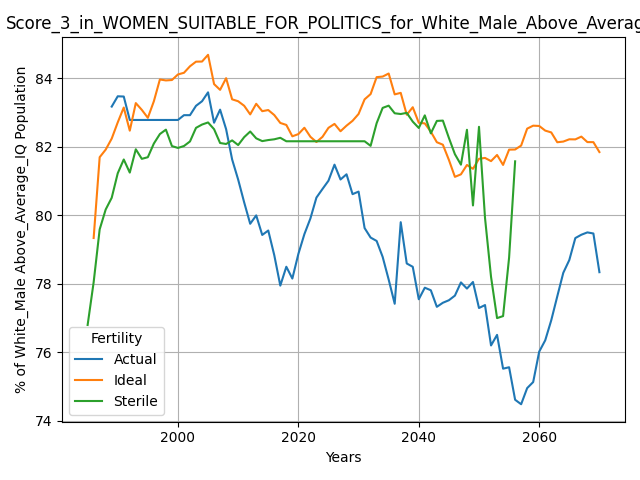 Score_3_in_WOMEN_SUITABLE_FOR_POLITICS_for_White_Male_Above_Averag
% of White_Male Above_Average_IQ Population
84
82
80
78
76
74
Fertility
Actual
Ideal
Sterile
2000
2020
2040
2060
Years